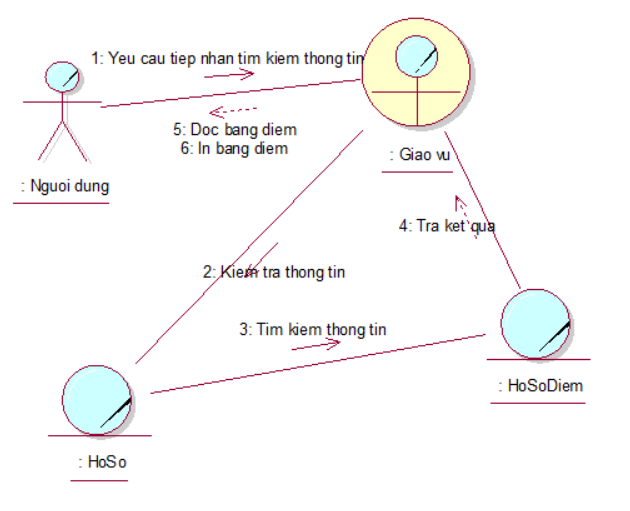 1: Yeu cau tiep nhan tim kiem thong tin
5: Doc bang diem
6: In bang diem
: Giao vu
: Nguoi dung
4: Tra ket qua
2: Kiem tra thong tin
3: Tim kiem thong tin
: HoSoDiem
: HoSo